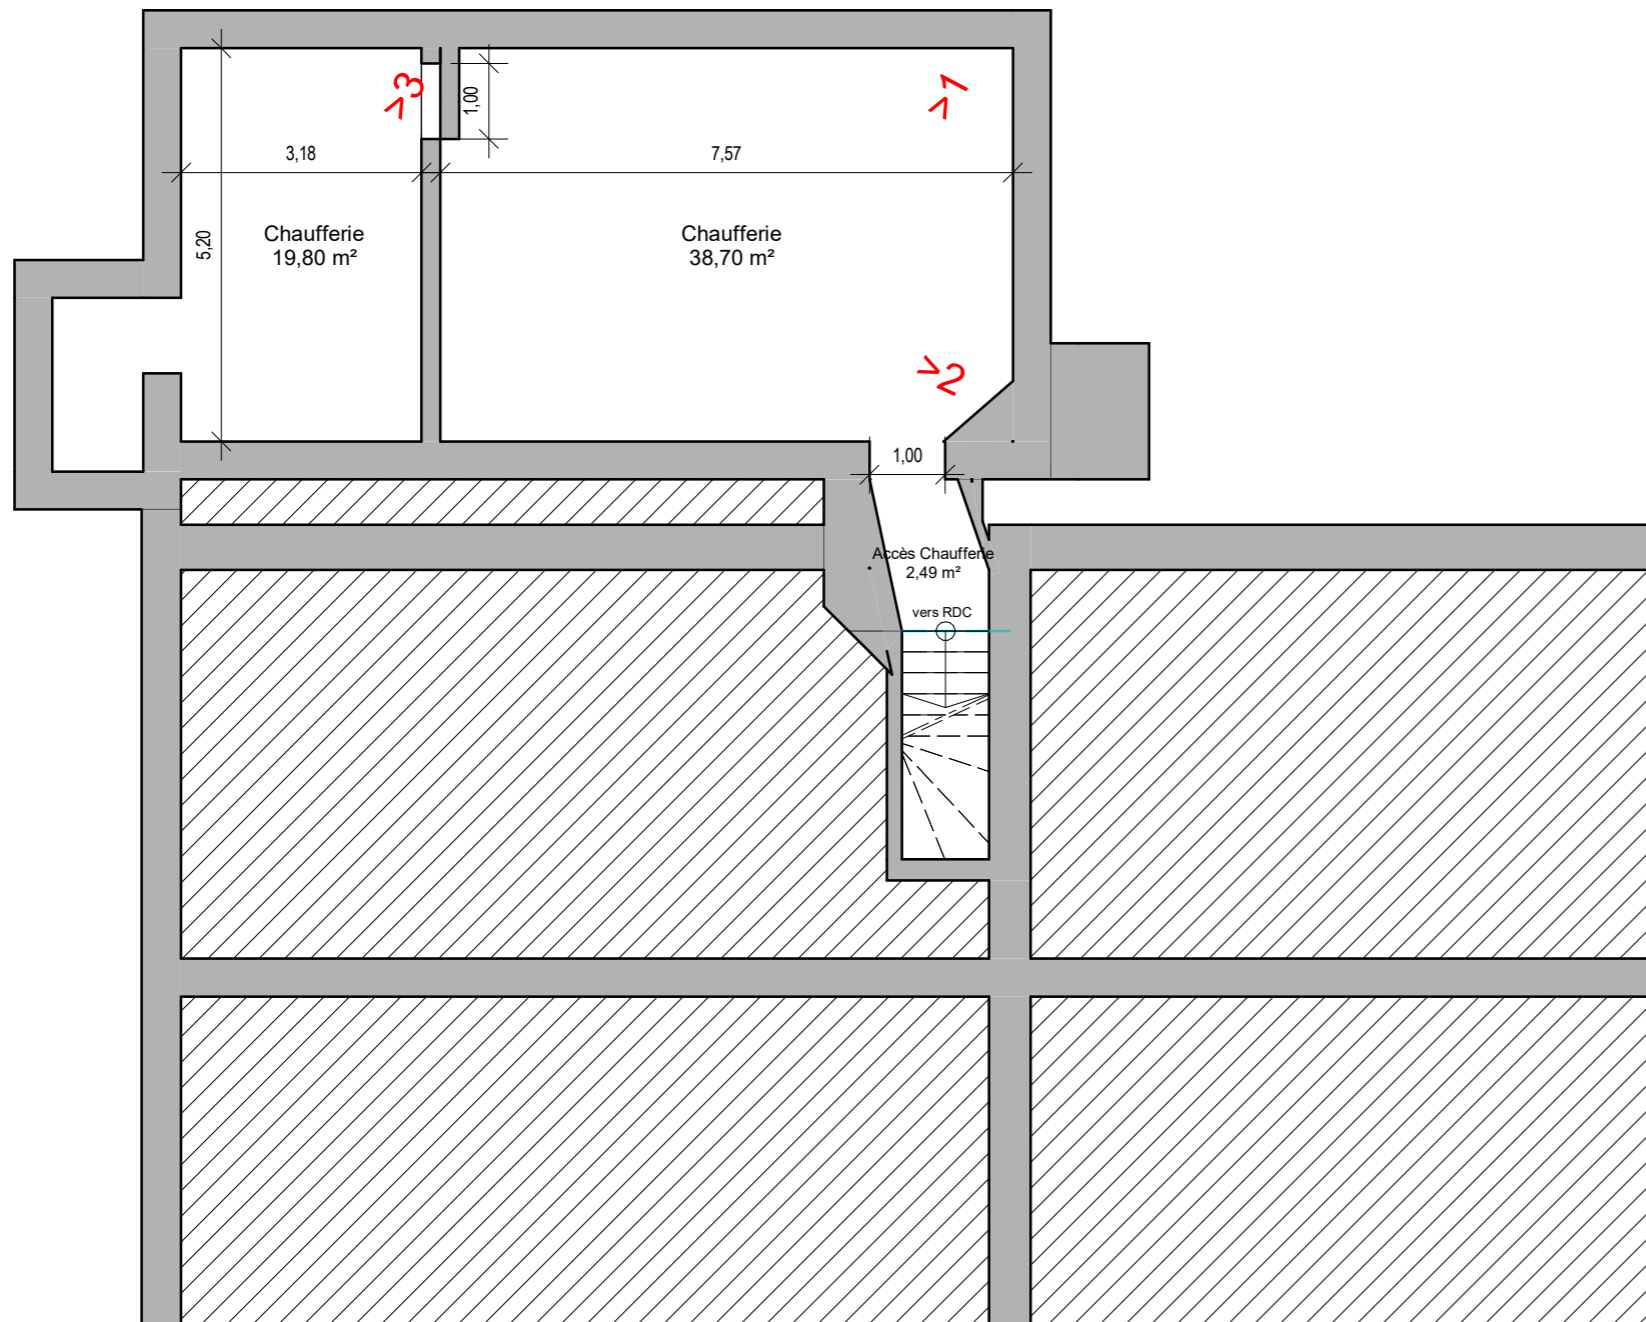 >3
>1
1,00
3,18
7,57
5,20
Chaufferie
19,80 m²
Chaufferie
38,70 m²
>2
1,00
Accès Chaufferie
2,49 m²
vers RDC